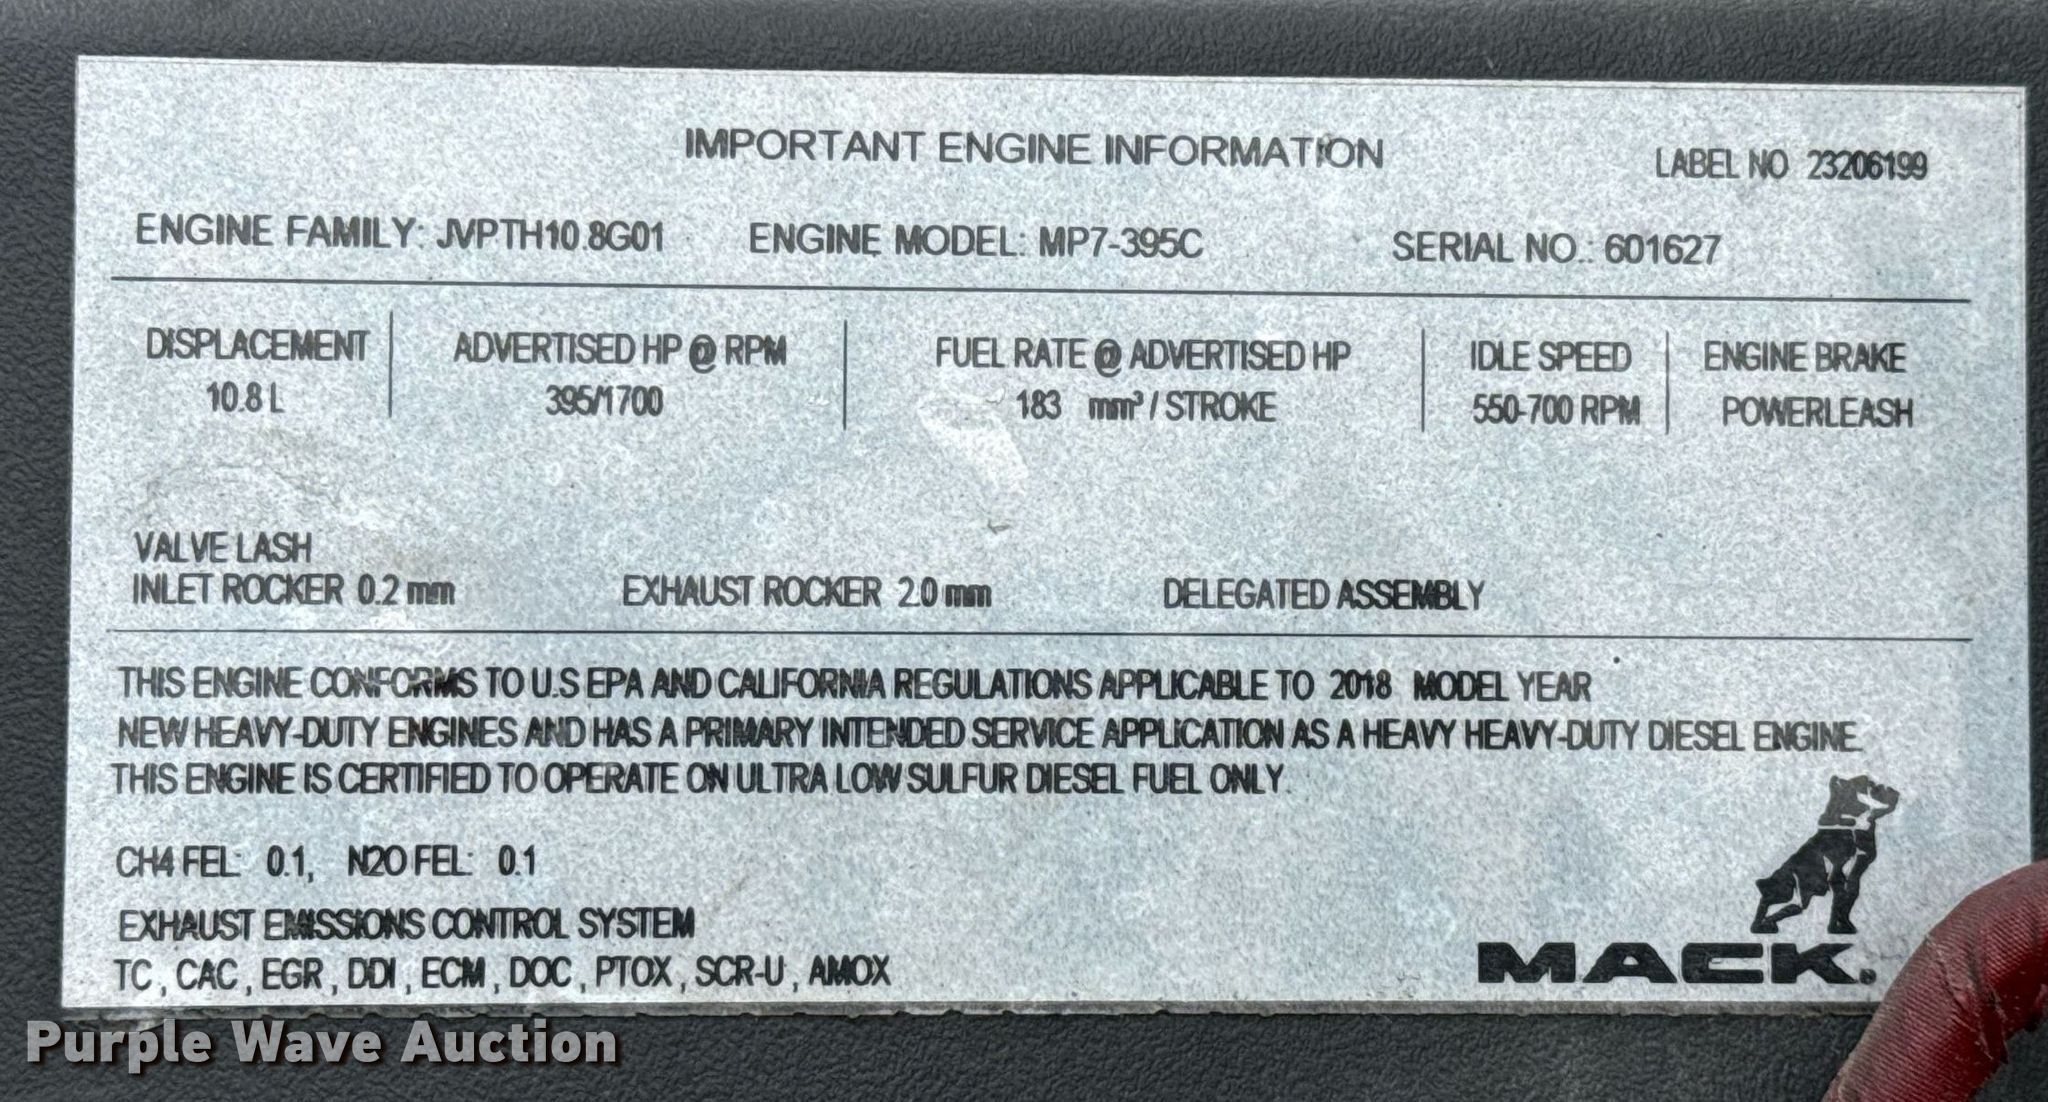 IMPORTANT ENGINE INFORMATION
LABEL NO 23206199
ENGINE FAMILY: JVPTH10.8G01 ENGINE MODEL: MP7-395C SERIAL NO.: 601627
DISPLACEMENT ADVERTISED HP @ RPM FUEL RATE @ ADVERTISED HP IDLE SPEED ENGINE BRAKE
10.8 L 395/1700 183 mm³ / STROKE 550-700 RPM POWERLEASH
VALVE LASH
INLET ROCKER 0.2 mm EXHAUST ROCKER 2.0 mm DELEGATED ASSEMBLY
THIS ENGINE CONFORMS TO U.S EPA AND CALIFORNIA REGULATIONS APPLICABLE TO 2018 MODEL YEAR
NEW HEAVY-DUTY ENGINES AND HAS A PRIMARY INTENDED SERVICE APPLICATION AS A HEAVY HEAVY-DUTY DIESEL ENGINE.
THIS ENGINE IS CERTIFIED TO OPERATE ON ULTRA LOW SULFUR DIESEL FUEL ONLY.
CH4 FEL: 0.1, N2O FEL: 0.1
EXHAUST EMISSIONS CONTROL SYSTEM
TC, CAC, EGR, DDI, ECM, DOC, PTOX, SCR-U, AMOX
MACK.
Purple Wave Auction